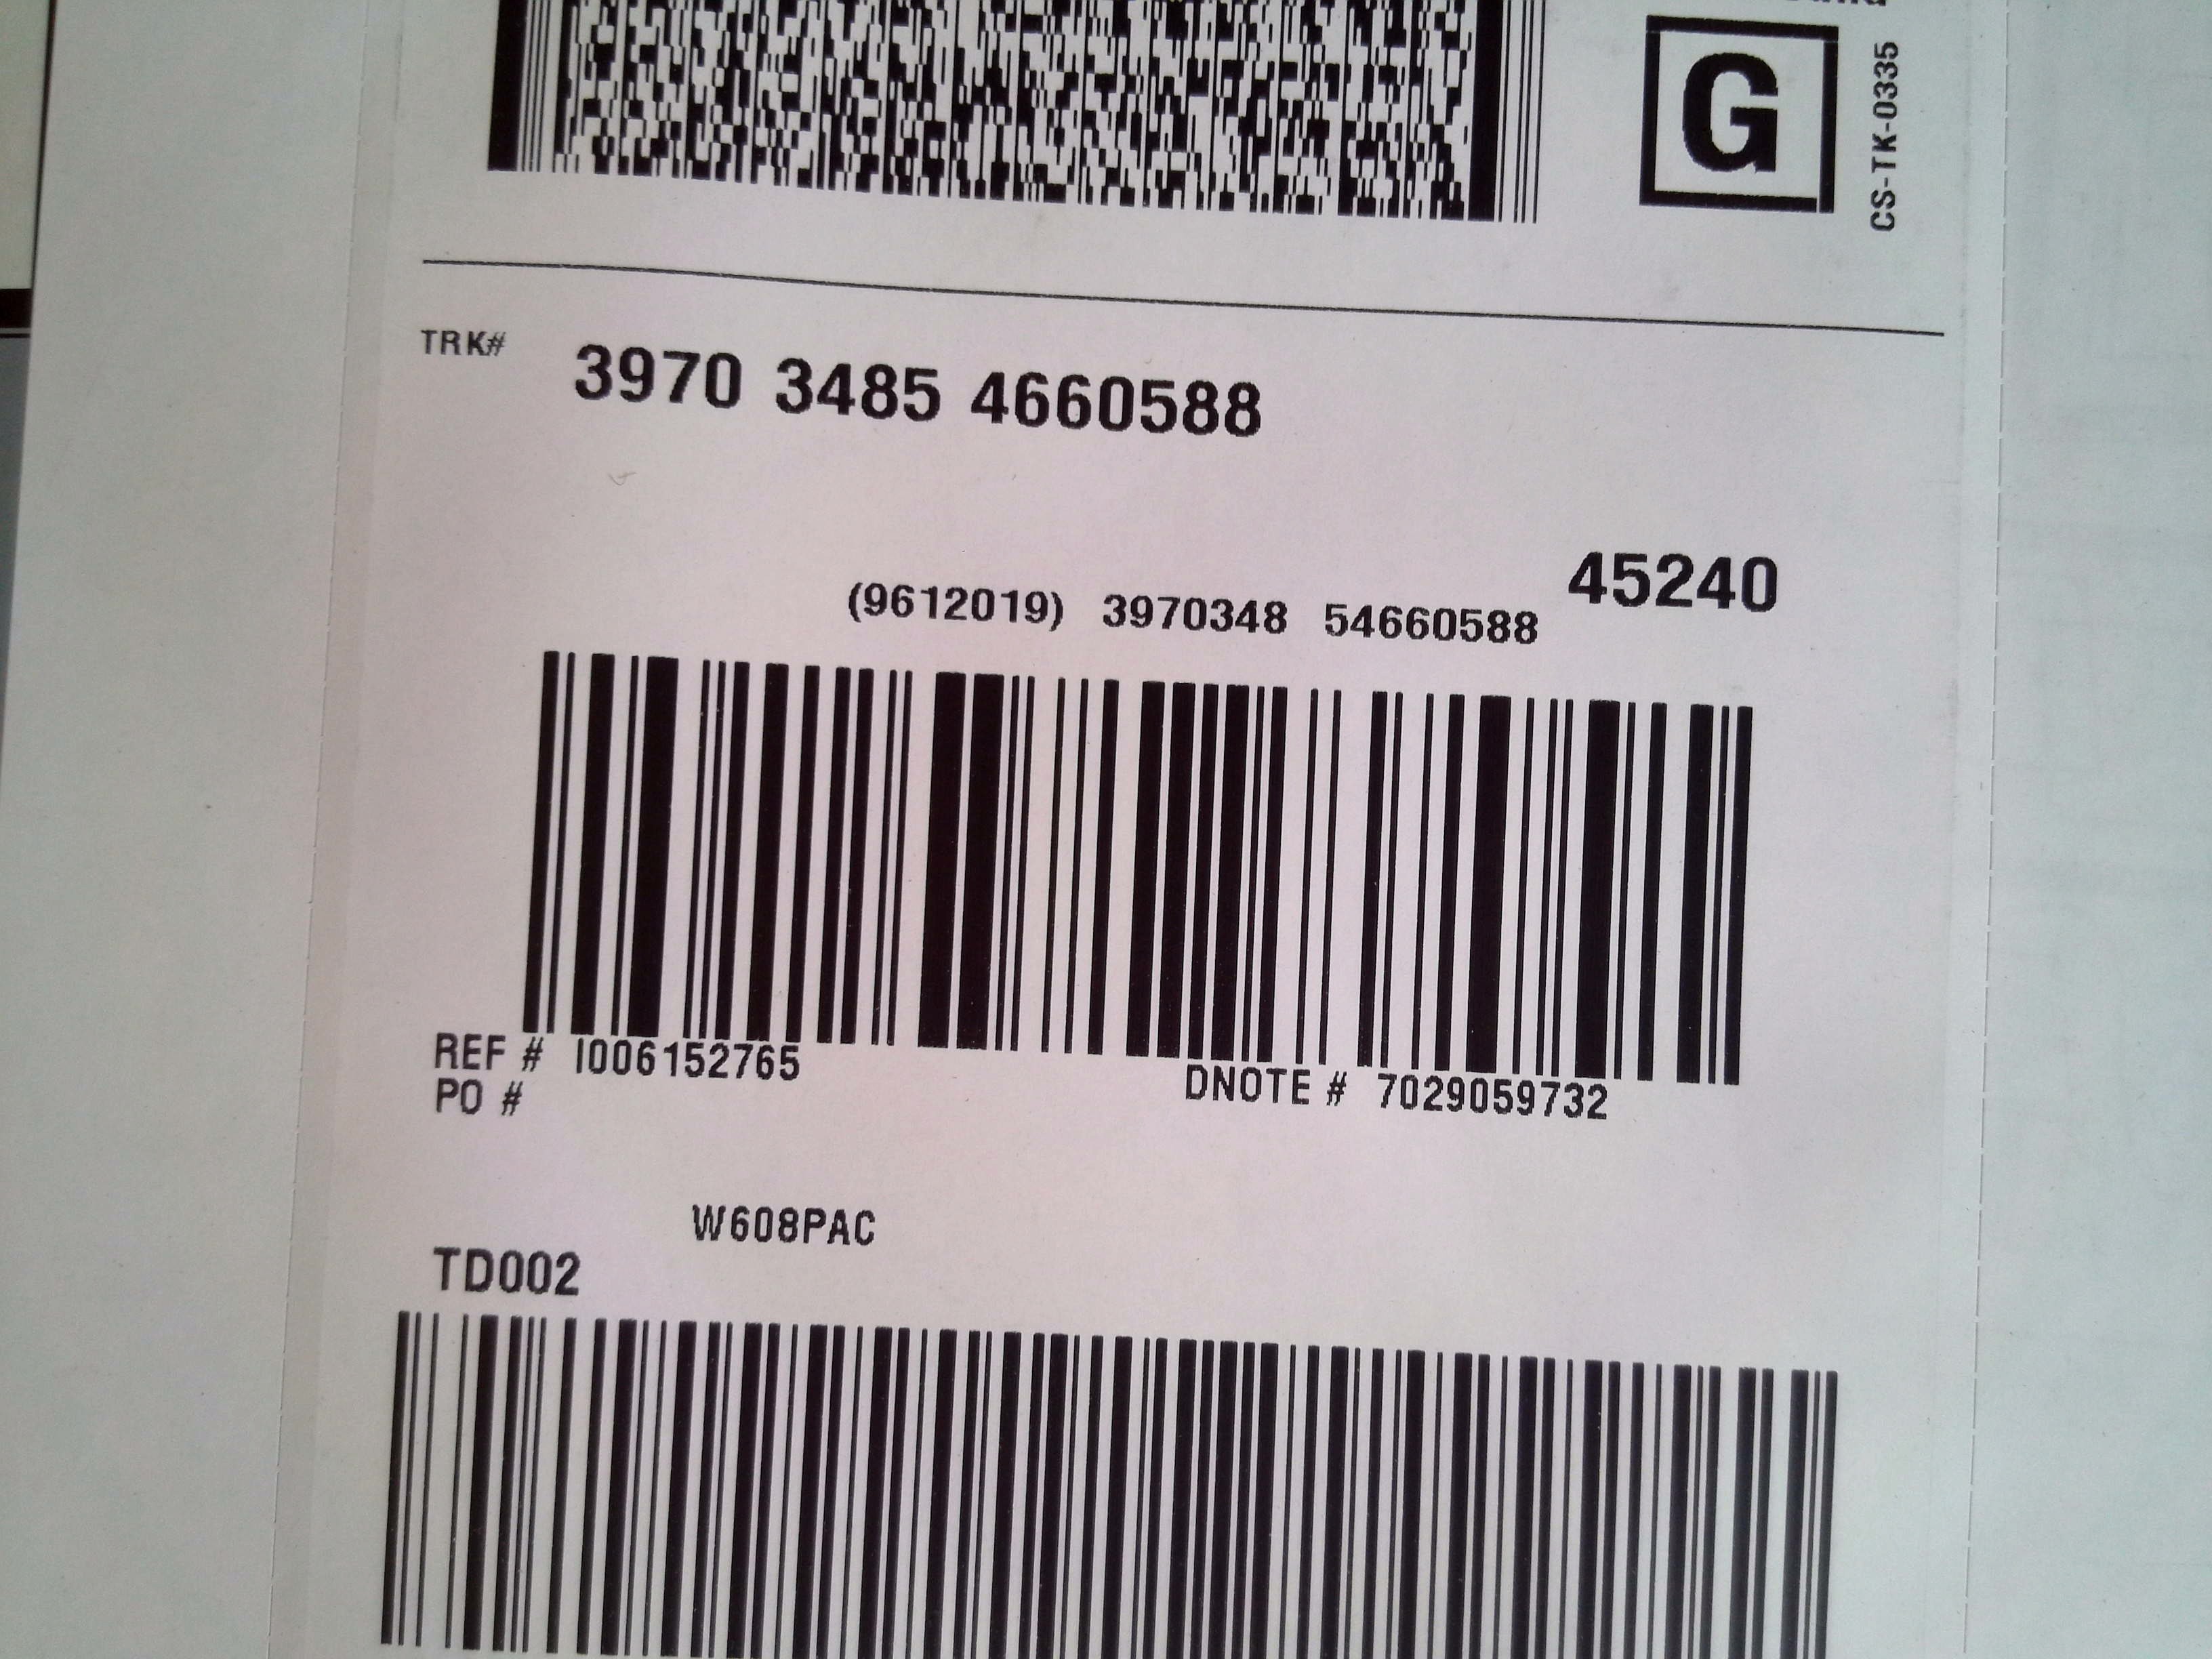 G
CS-TK-0335
TRK# 3970 3485 4660588
45240
(9612019) 3970348 54660588
REF # I006152765
DNOTE # 7029059732
PO #
W608PAC
TD002